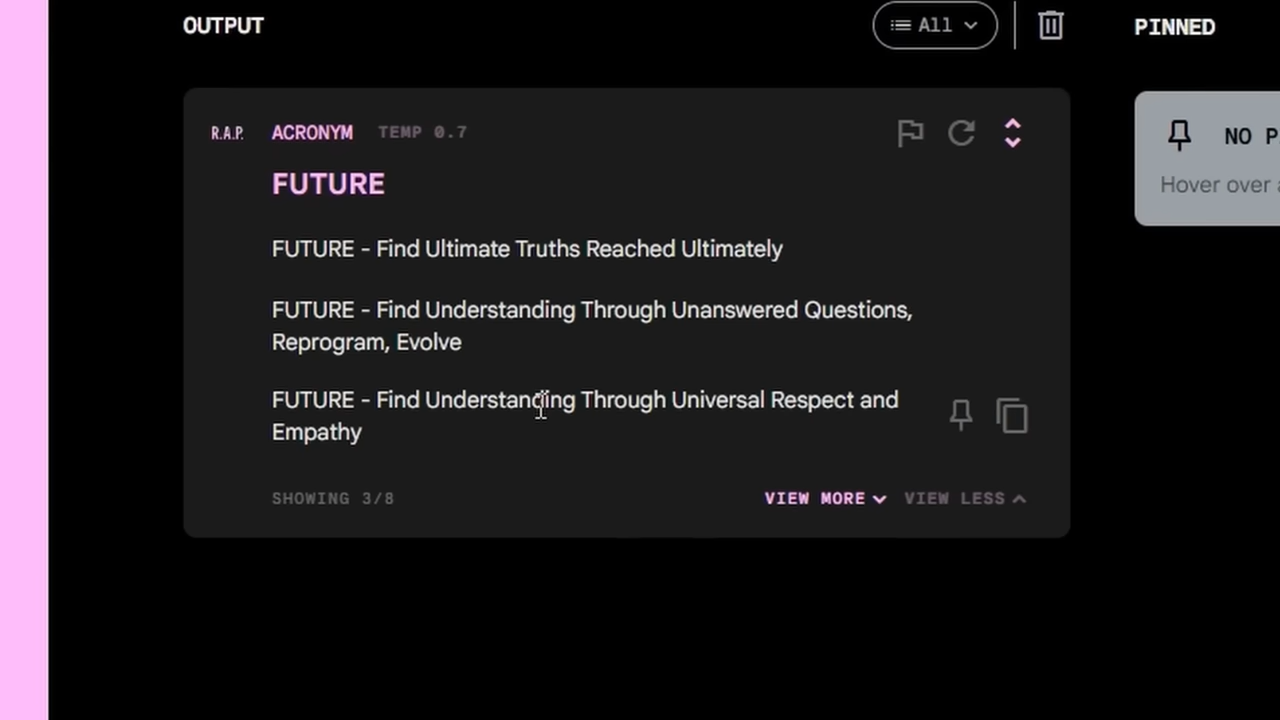 OUTPUT
All
PINNED
R.A.P. ACRONYM TEMP 0.7
FUTURE
FUTURE - Find Ultimate Truths Reached Ultimately
FUTURE - Find Understanding Through Unanswered Questions,
Reprogram, Evolve
FUTURE - Find Understanding Through Universal Respect and
Empathy
SHOWING 3/8
VIEW MORE
VIEW LESS
NO
Hover over